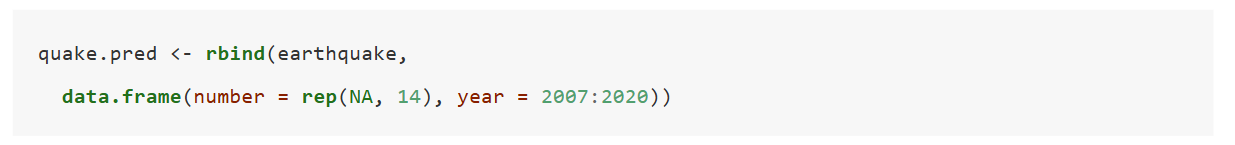 quake.pred <- rbind(earthquake,
  data.frame(number = rep(NA, 14), year = 2007:2020))